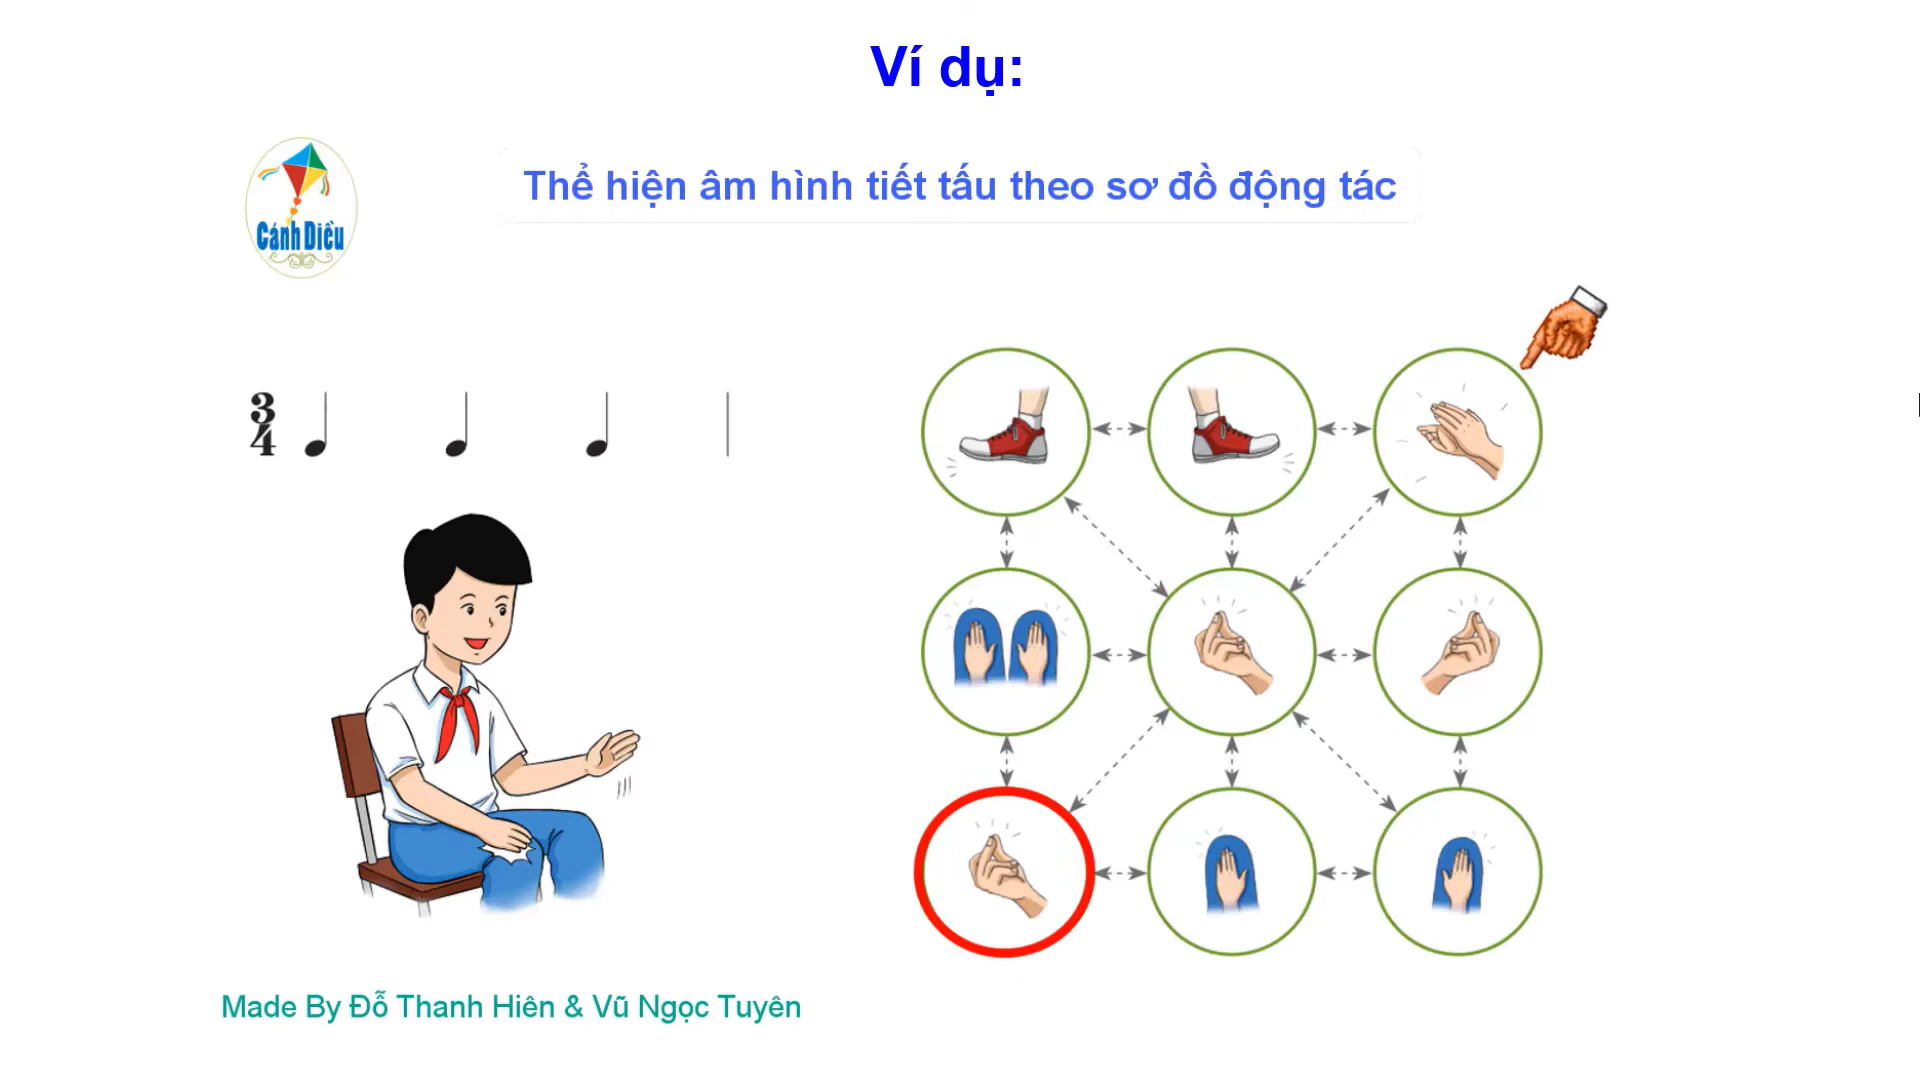 Ví dụ:
Cánh Diều
Thể hiện âm hình tiết tấu theo sơ đồ động tác
3
4
Made By Đỗ Thanh Hiên & Vũ Ngọc Tuyên